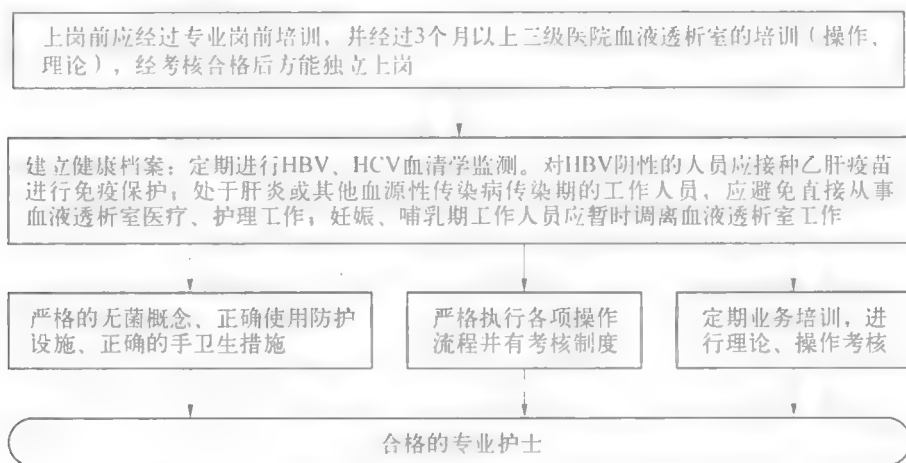 上岗前应经过专业岗前培训，并经过3个月以上三级医院血液透析室的培训（操作、
理论），经考核合格后方能独立上岗
建立健康档案：定期进行HBV、HCV血清学监测。对HBV阴性的人员应接种乙肝疫苗
进行免疫保护；处于肝炎或其他血源性传染病传染期的工作人员，应避免直接从事
血液透析室医疗、护理工作；妊娠、哺乳期工作人员应暂时调离血液透析室工作
严格的无菌概念、正确使用防护
设施、正确的手卫生措施
严格执行各项操作
流程并有考核制度
定期业务培训，进
行理论、操作考核
合格的专业护士